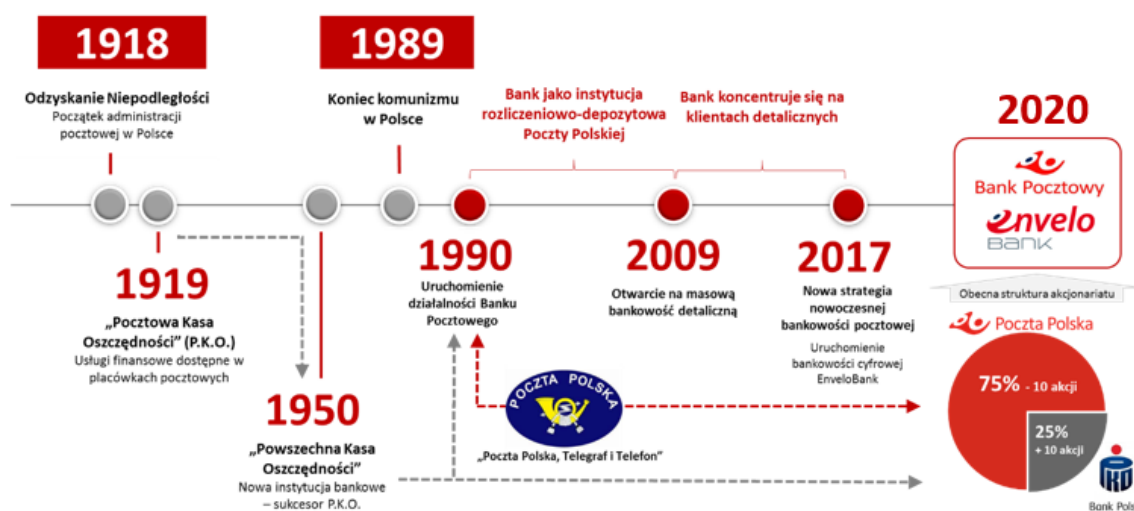 1918
Odzyskanie Niepodległości
Początek administracji
pocztowej w Polsce
1989
Koniec komunizmu
w Polsce
Bank jako instytucja
rozliczeniowo-depozytowa
Poczty Polskiej
Bank koncentruje się na
klientach detalicznych
2020
Bank Pocztowy
envelo
BANK
1919
„Pocztowa Kasa
Oszczędności” (P.K.O.)
Usługi finansowe dostępne w
placówkach pocztowych
1950
„Powszechna Kasa
Oszczędności”
Nowa instytucja bankowe
– sukcesor P.K.O.
1990
Uruchomienie
działalności Banku
Pocztowego
POCZTA POLSKA
„Poczta Polska, Telegraf i Telefon”
2009
Otwarcie na masową
bankowość detaliczną
2017
Nowa strategia
nowoczesnej
bankowości pocztowej
Uruchomienie
bankowości cyfrowej
EnveloBank
Obecna struktura akcjonariatu
Poczta Polska
75% - 10 akcji
25%
+ 10 akcji
PKO
Bank Pols